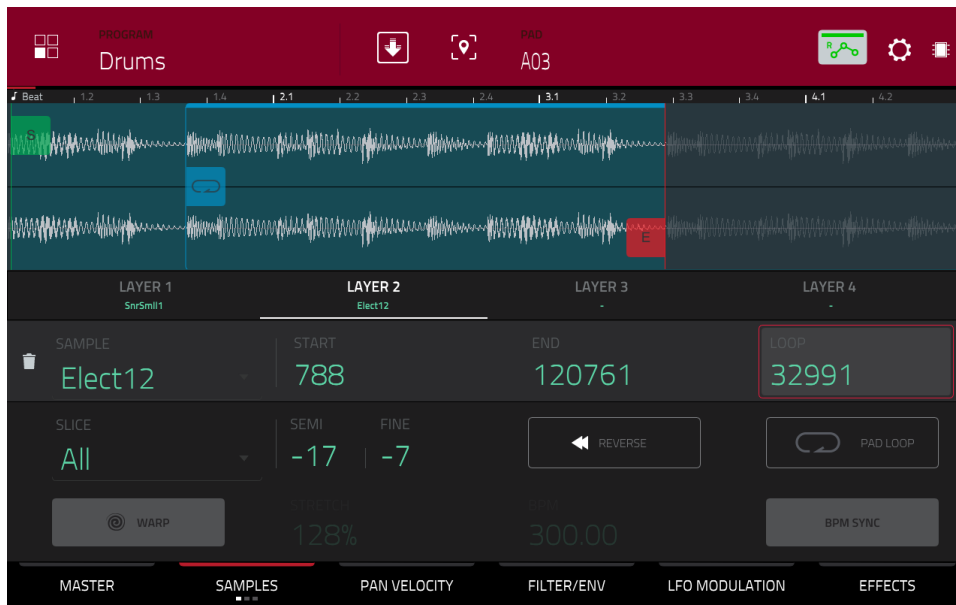 PROGRAM
Drums
PAD
A03
R
Beat 1.2 1.3 1.4 2.1 2.2 2.3 2.4 3.1 3.2 3.3 3.4 4.1 4.2
S
E
LAYER 1 LAYER 2 LAYER 3 LAYER 4
SnrSmll1 Elect12 - -
SAMPLE START END LOOP
Elect12 788 120761 32991
SLICE SEMI FINE
All -17 -7
REVERSE PAD LOOP
STRETCH BPM
WARP 128% 300.00 BPM SYNC
MASTER SAMPLES PAN VELOCITY FILTER/ENV LFO MODULATION EFFECTS